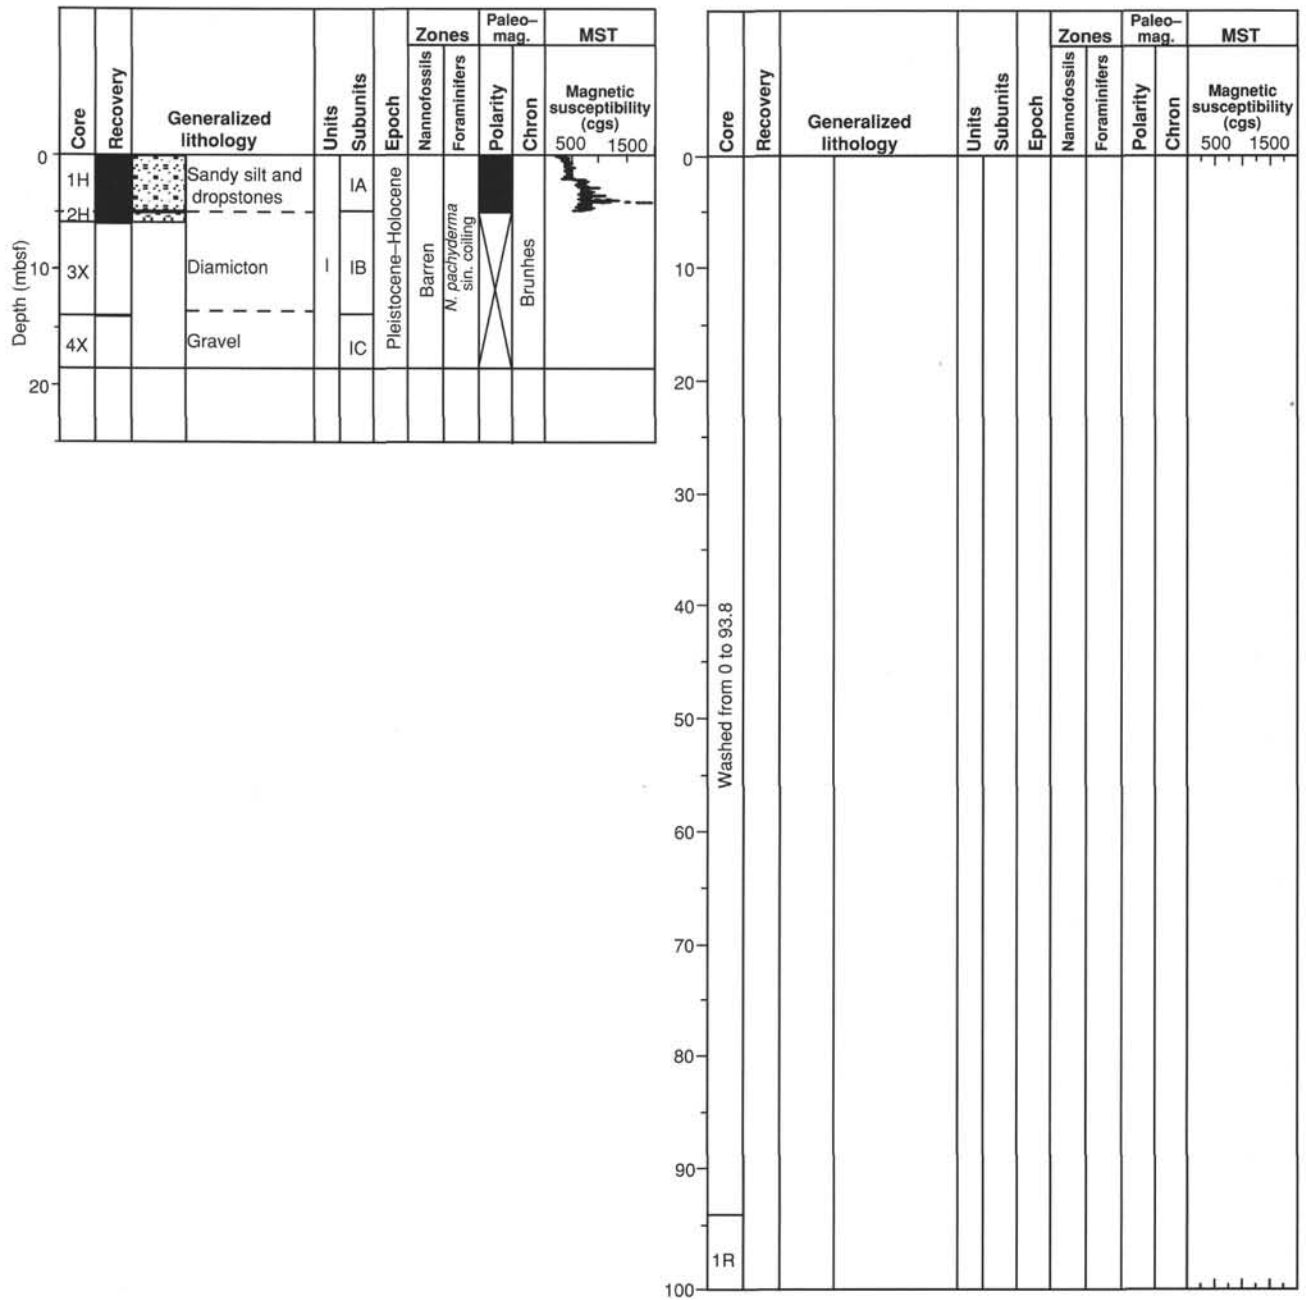 Zones
Paleo–
mag.
MST
Core
Recovery
Generalized
lithology
Units
Subunits
Epoch
Nannofossils
Foraminifers
Polarity
Chron
Magnetic
susceptibility
(cgs)
500 1500
Depth (mbsf)
0
10
20
1H
2H
3X
4X
Sandy silt and
dropstones
Diamicton
Gravel
I
IA
IB
IC
Pleistocene–Holocene
Barren
N. pachyderma
sin. coiling
Brunhes
Zones
Paleo–
mag.
MST
Core
Recovery
Generalized
lithology
Units
Subunits
Epoch
Nannofossils
Foraminifers
Polarity
Chron
Magnetic
susceptibility
(cgs)
500 1500
0
10
20
30
40
50
60
70
80
90
100
Washed from 0 to 93.8
1R